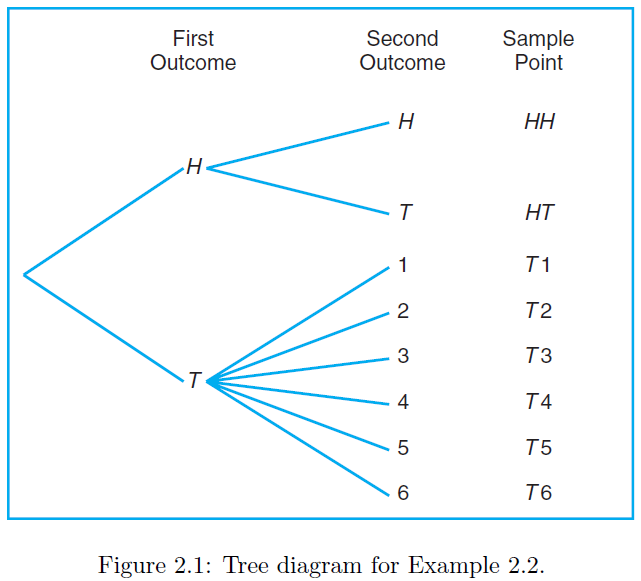 First Second Sample
Outcome Outcome Point
H HH
H
T HT
1 T1
2 T2
3 T3
T
4 T4
5 T5
6 T6
Figure 2.1: Tree diagram for Example 2.2.